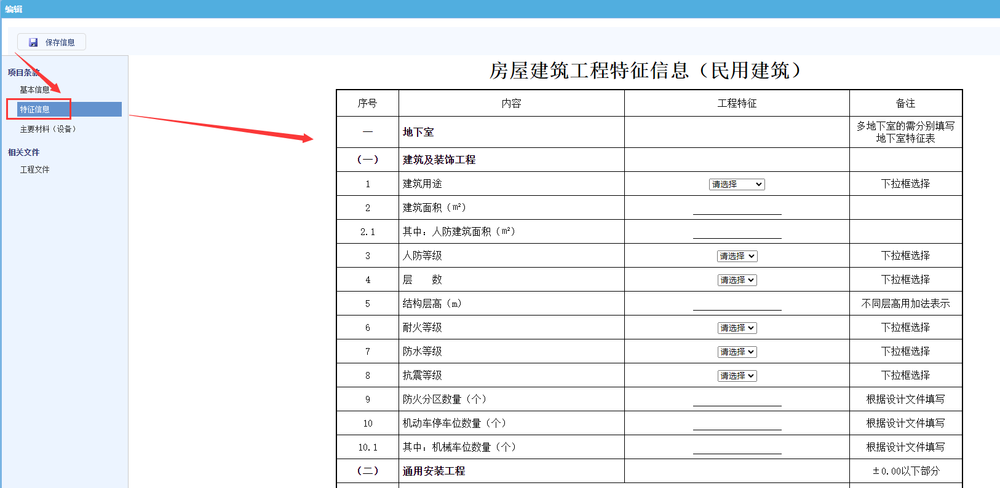 编辑
保存信息
项目条款
基本信息
特征信息
主要材料（设备）
相关文件
工程文件
房屋建筑工程特征信息（民用建筑）
序号 内容 工程特征 备注
一 地下室 多地下室的需分别填写
地下室特征表
（一） 建筑及装饰工程
1 建筑用途 请选择 下拉框选择
2 建筑面积（㎡）
2.1 其中：人防建筑面积（㎡）
3 人防等级 请选择 下拉框选择
4 层　　数 请选择 下拉框选择
5 结构层高（m） 不同层高用加法表示
6 耐火等级 请选择 下拉框选择
7 防水等级 请选择 下拉框选择
8 抗震等级 请选择 下拉框选择
9 防火分区数量（个） 根据设计文件填写
10 机动车停车位数量（个） 根据设计文件填写
10.1 其中：机械车位数量（个） 根据设计文件填写
（二） 通用安装工程 ±0.00以下部分